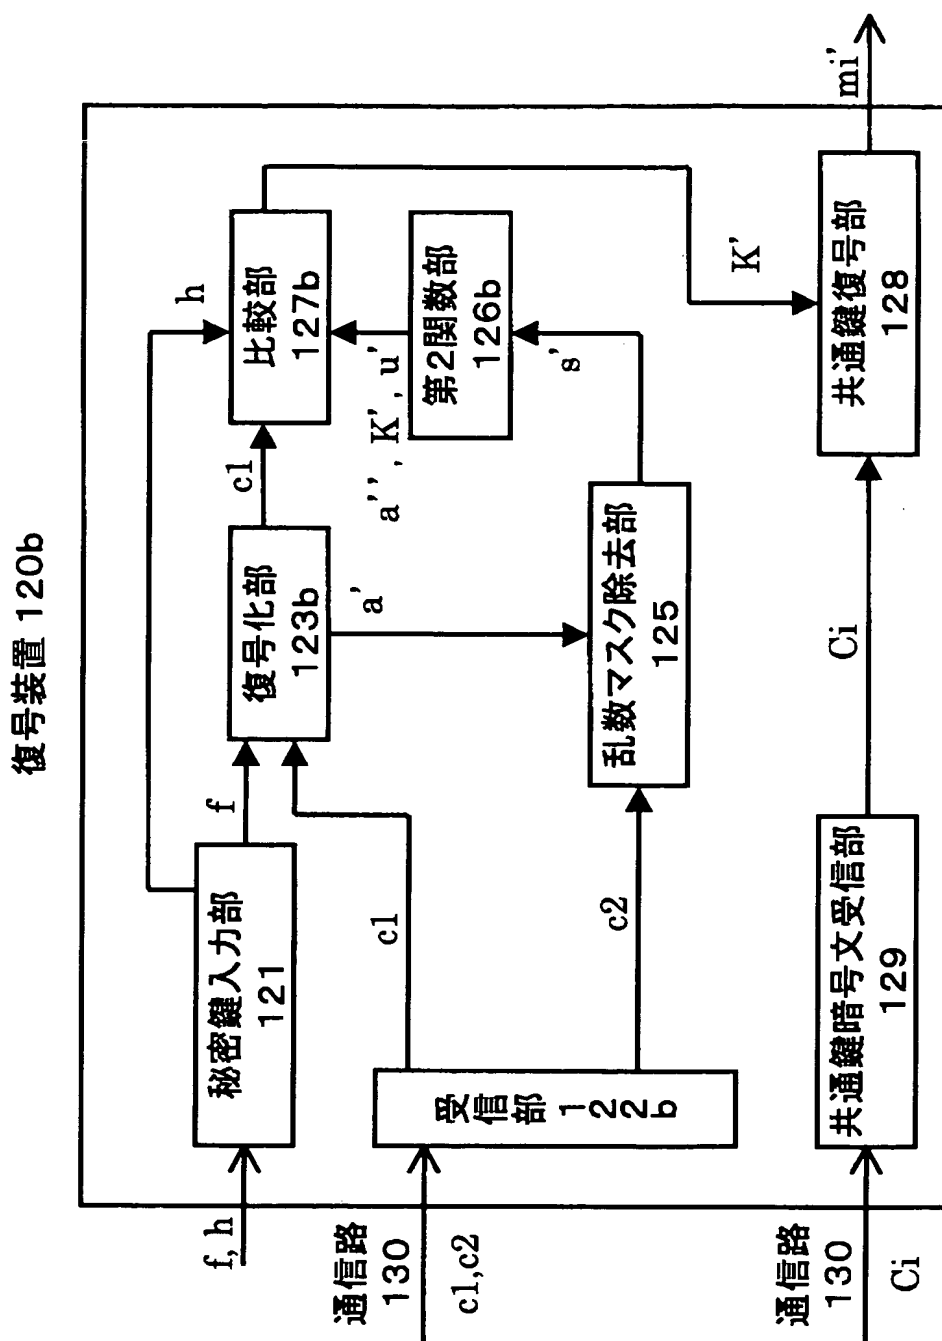 復号装置 120b
f, h
秘密鍵入力部
121
f
h
復号化部
123b
c1
比較部
127b
a'
a'', K', u'
第2関数部
126b
s'
通信路
130
c1,c2
受信部 122b
c1
c2
乱数マスク除去部
125
K'
通信路
130
Ci
共通鍵暗号文受信部
129
Ci
共通鍵復号部
128
mi'